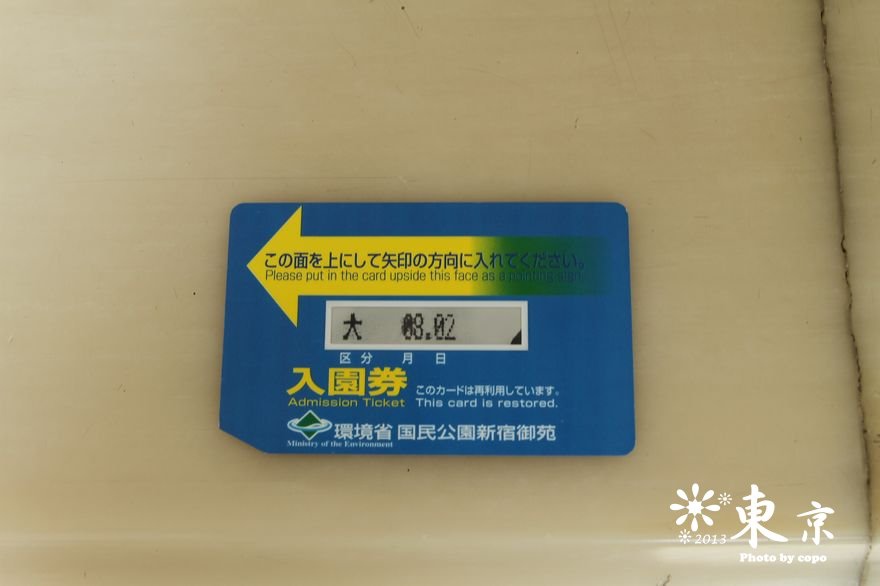 この面を上にして矢印の方向に入れてください。
Please put in the card upside this face as a pointing sign.
大 08.02
区分 月 日
入園券
Admission Ticket
このカードは再利用しています。
This card is restored.
環境省 国民公園新宿御苑
Ministry of the Environment
東京
2013
Photo by copo